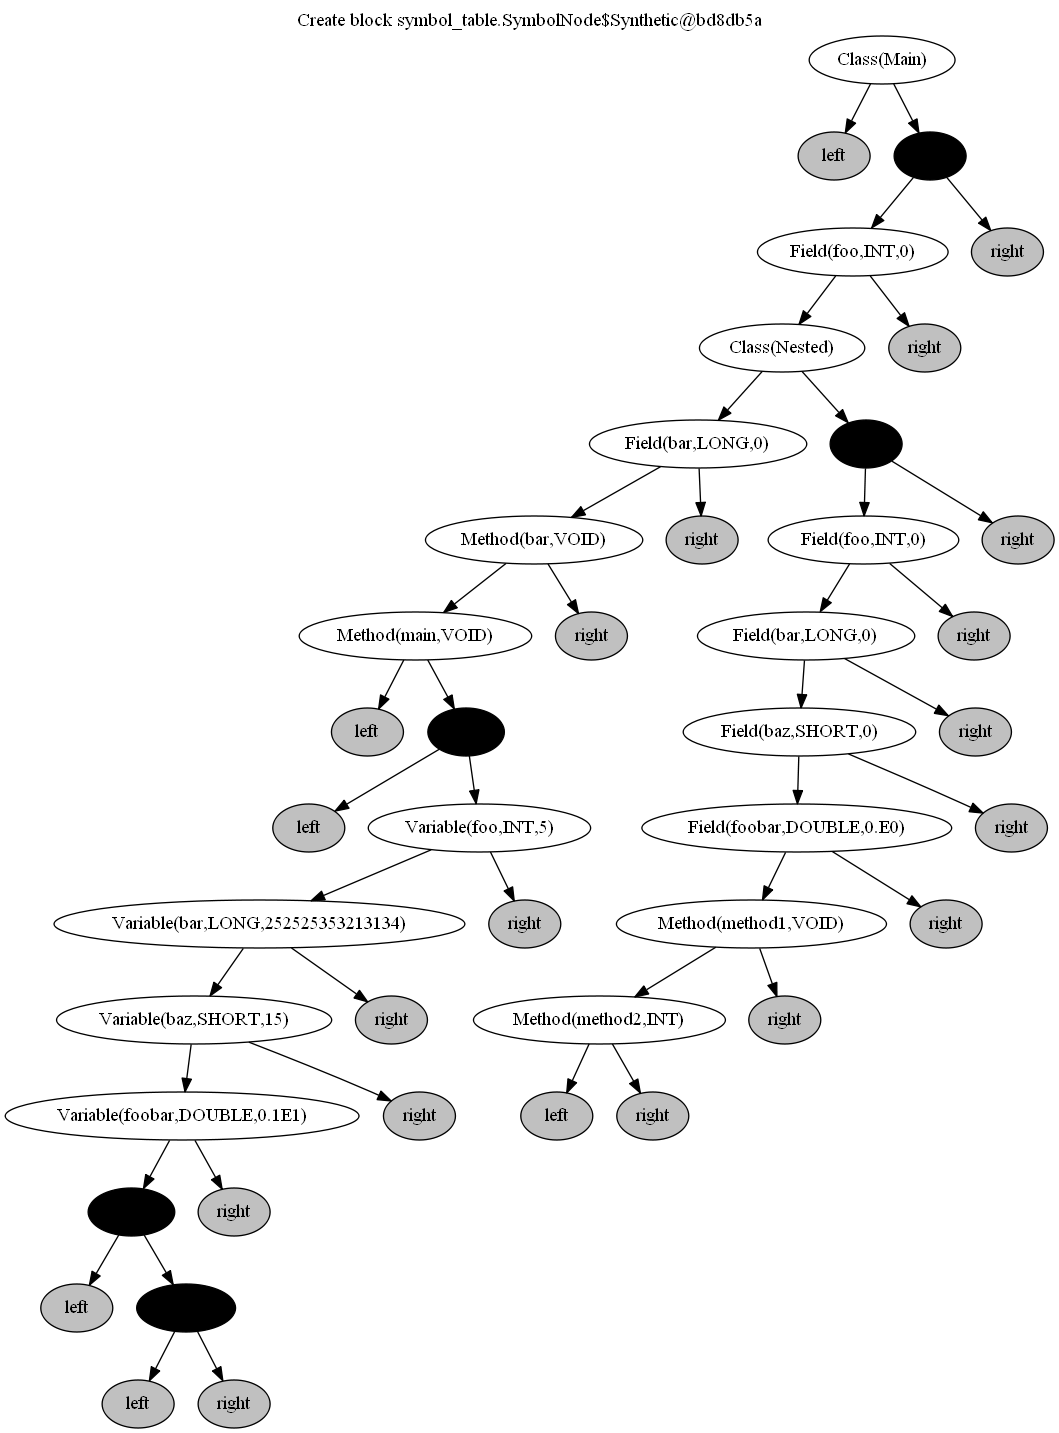 Create block symbol_table.SymbolNode$Synthetic@bd8db5a
Class(Main)
left
Field(foo,INT,0)
right
Class(Nested)
right
Field(bar,LONG,0)
Method(bar,VOID)
right
Field(foo,INT,0)
right
Method(main,VOID)
right
Field(bar,LONG,0)
right
left
Field(baz,SHORT,0)
right
left
Variable(foo,INT,5)
Field(foobar,DOUBLE,0.E0)
right
Variable(bar,LONG,252525353213134)
right
Method(method1,VOID)
right
Variable(baz,SHORT,15)
right
Method(method2,INT)
right
Variable(foobar,DOUBLE,0.1E1)
right
left
right
right
left
left
right